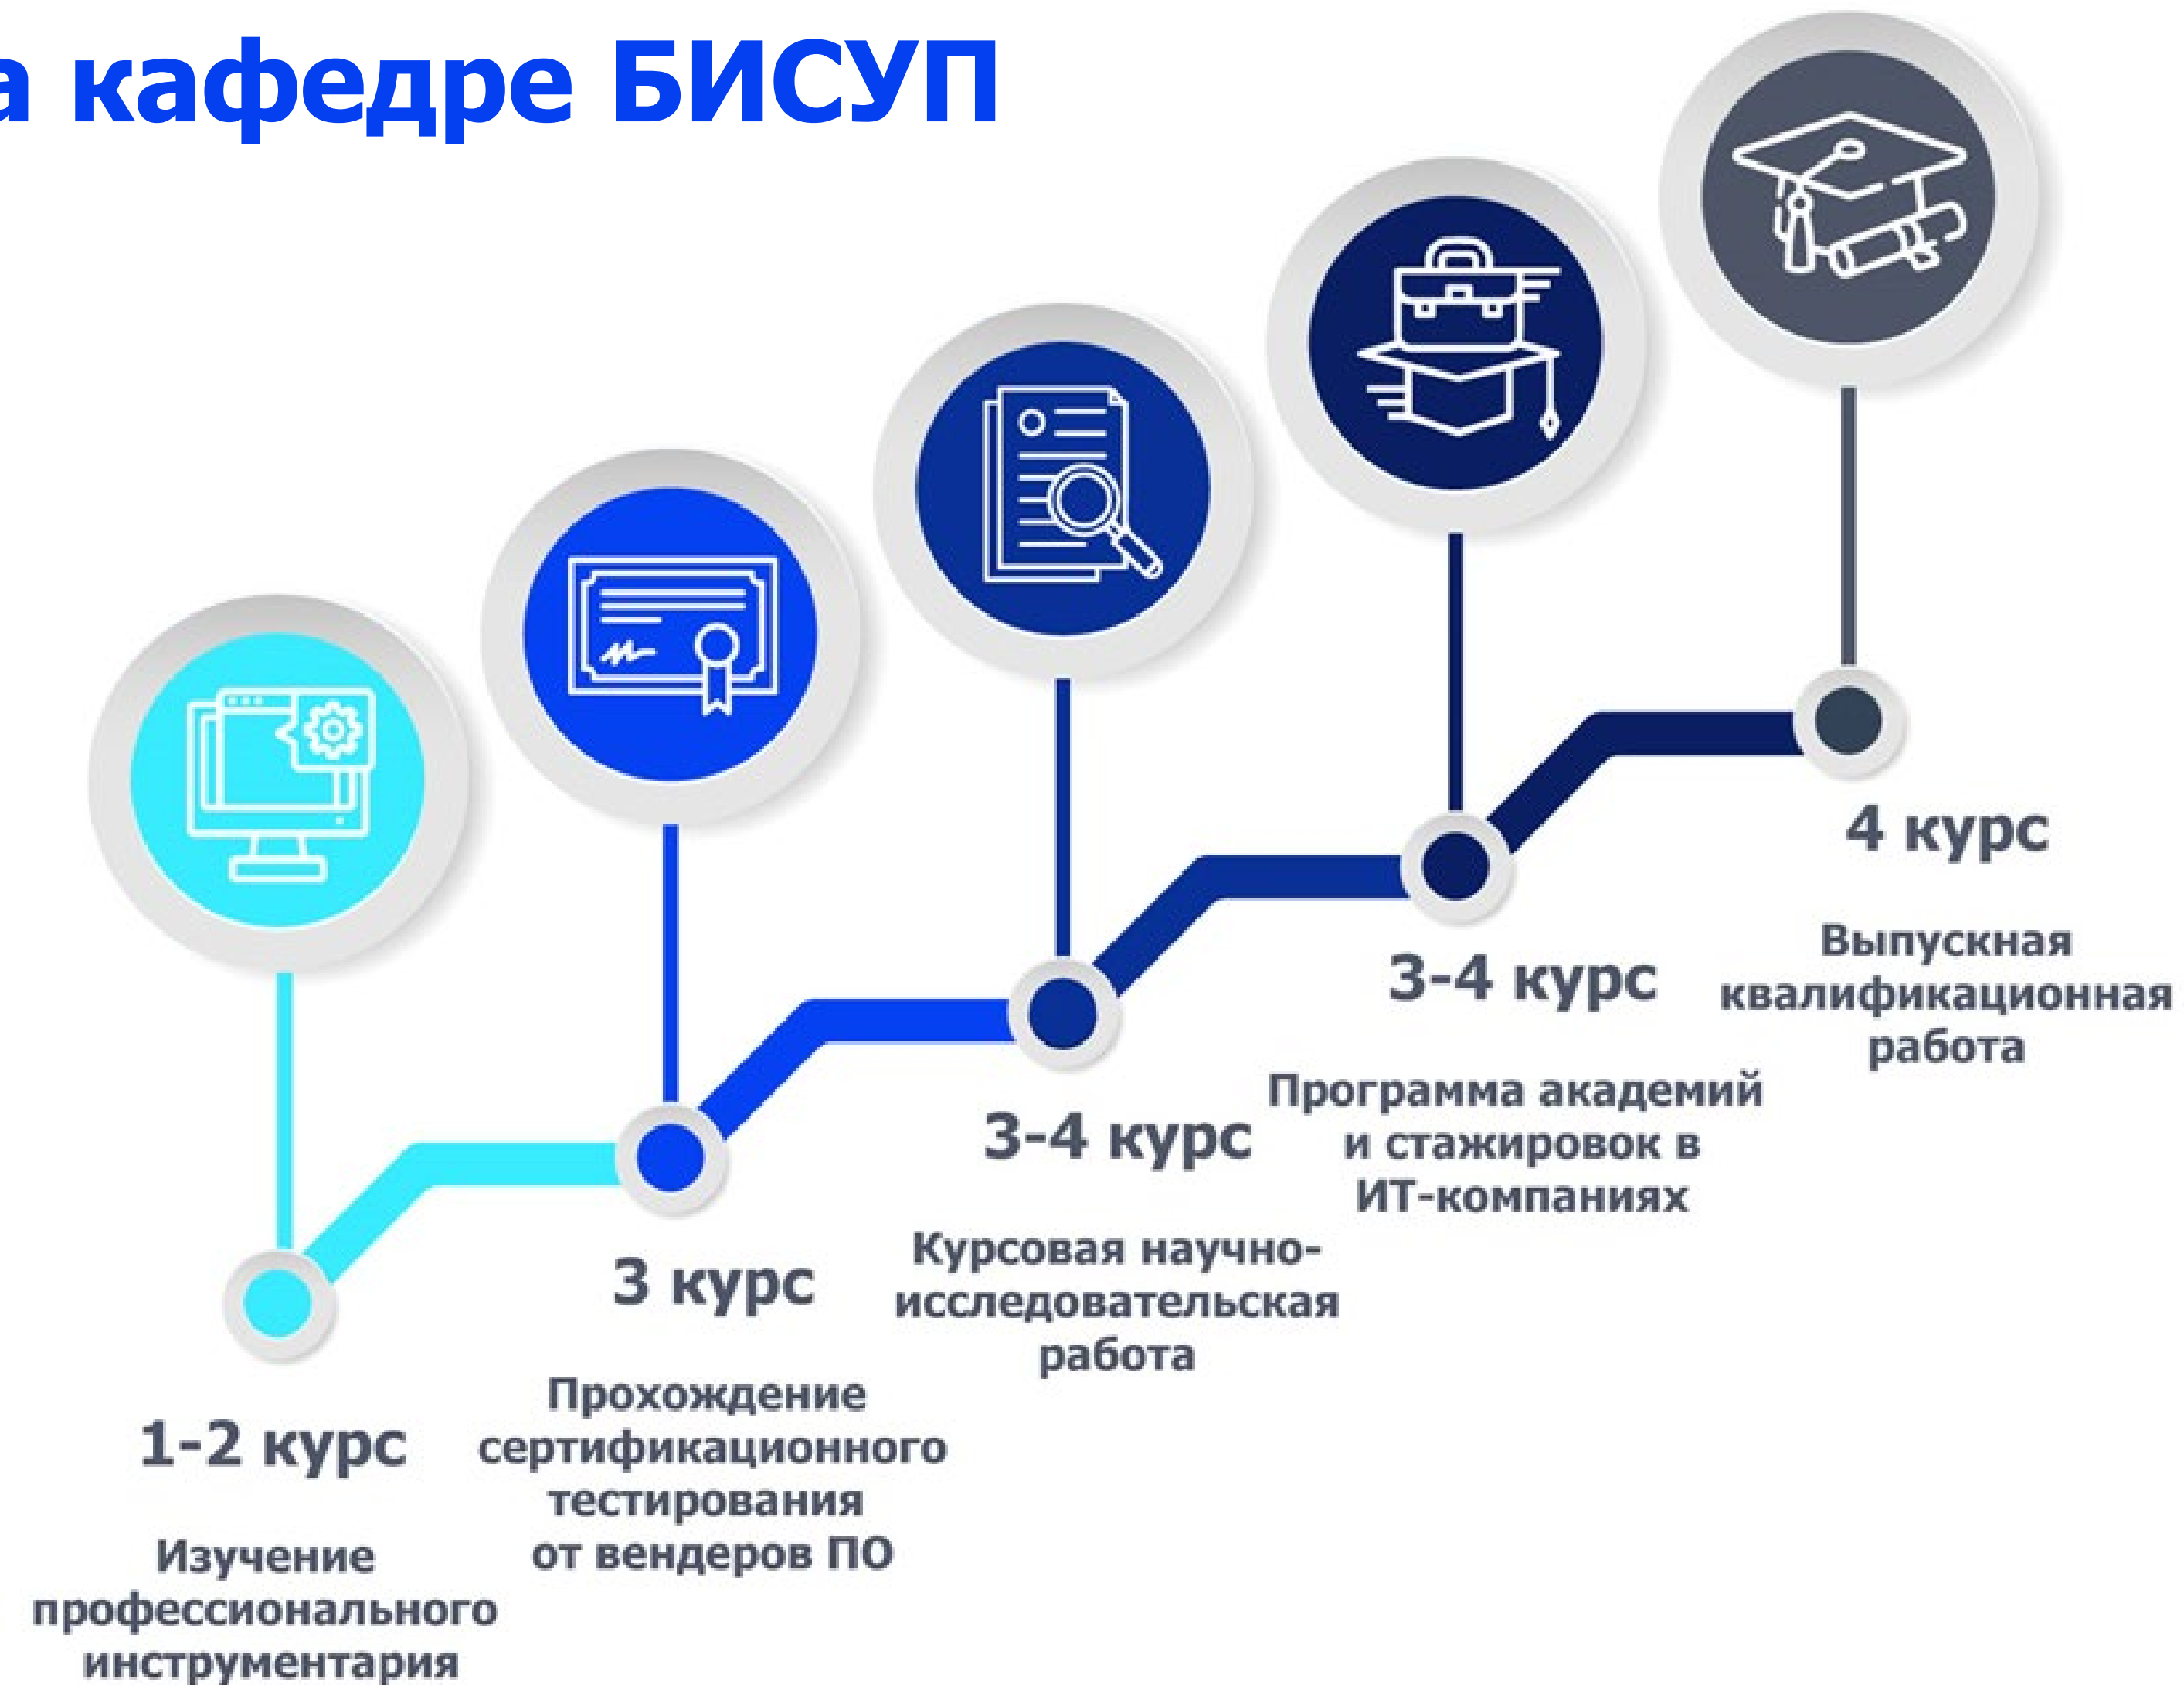 а кафедре БИСУП
1-2 курс
Изучение
профессионального
инструментария
3 курс
Прохождение
сертификационного
тестирования
от вендеров ПО
3-4 курс
Курсовая научно-
исследовательская
работа
3-4 курс
Программа академий
и стажировок в
ИТ-компаниях
4 курс
Выпускная
квалификационная
работа